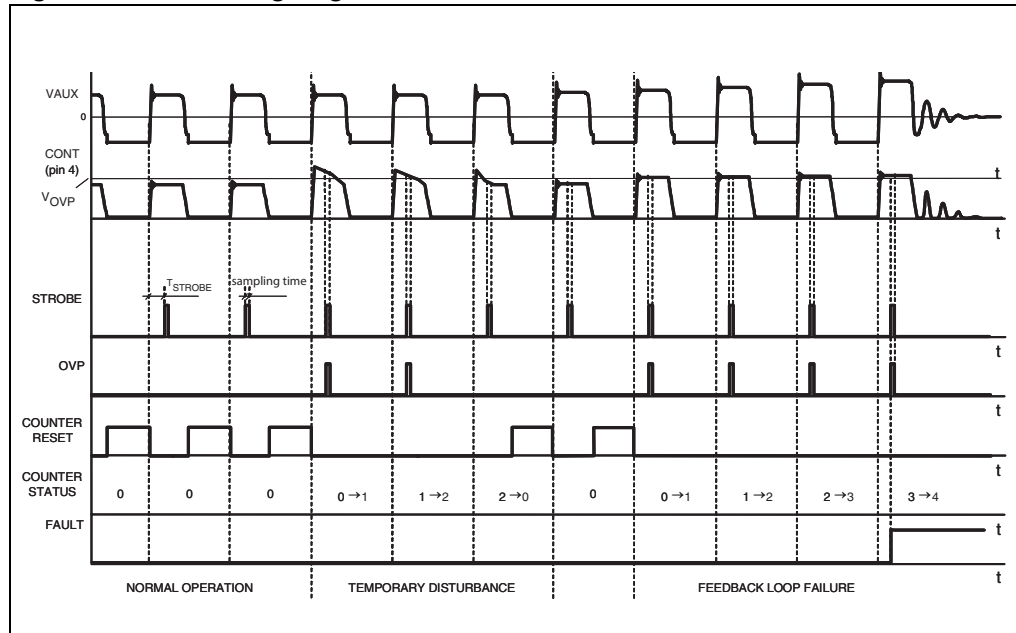 VAUX
0
CONT
(pin 4)
t
VOVP
t
TSTROBE
sampling time
STROBE
t
OVP
t
COUNTER
RESET
t
COUNTER
STATUS
0 0 0 0 →1 1 →2 2 →0 0 0 →1 1 →2 2 →3 3 →4
FAULT
t
t
NORMAL OPERATION TEMPORARY DISTURBANCE FEEDBACK LOOP FAILURE